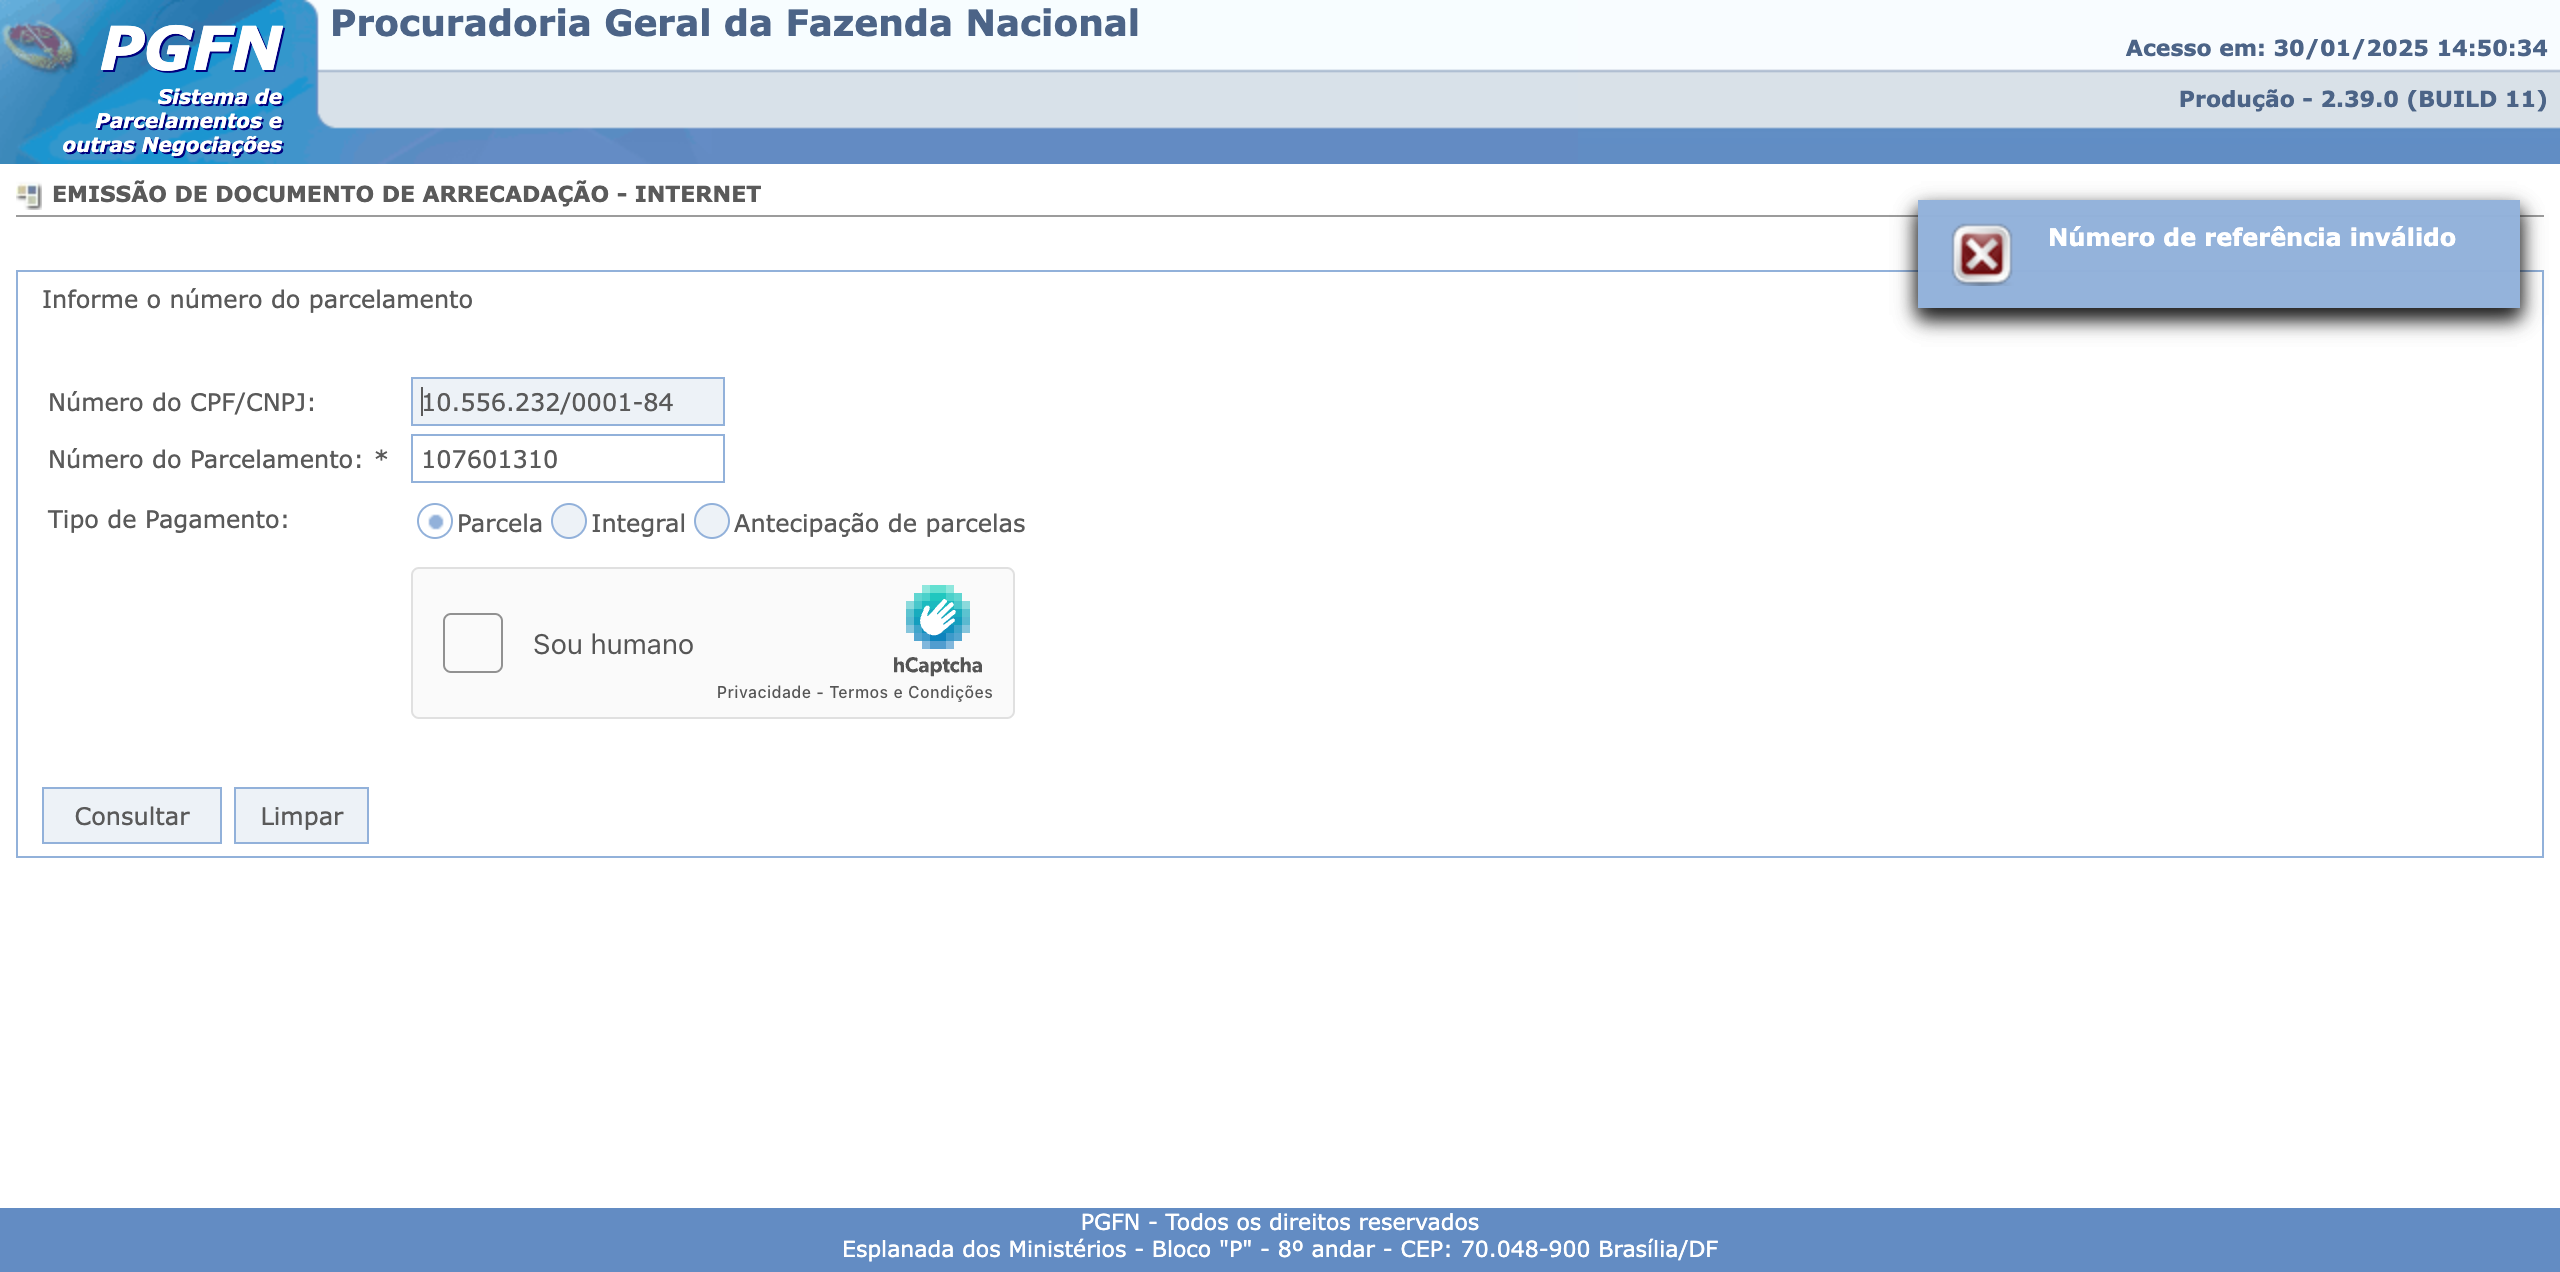 PGFN
Sistema de
Parcelamentos e
outras Negociações
Procuradoria Geral da Fazenda Nacional
Acesso em: 30/01/2025 14:50:34
Produção - 2.39.0 (BUILD 11)
EMISSÃO DE DOCUMENTO DE ARRECADAÇÃO - INTERNET
Número de referência inválido
Informe o número do parcelamento
Número do CPF/CNPJ: 10.556.232/0001-84
Número do Parcelamento: * 107601310
Tipo de Pagamento: Parcela Integral Antecipação de parcelas
Sou humano
hCaptcha
Privacidade - Termos e Condições
Consultar Limpar
PGFN - Todos os direitos reservados
Esplanada dos Ministérios - Bloco "P" - 8º andar - CEP: 70.048-900 Brasília/DF